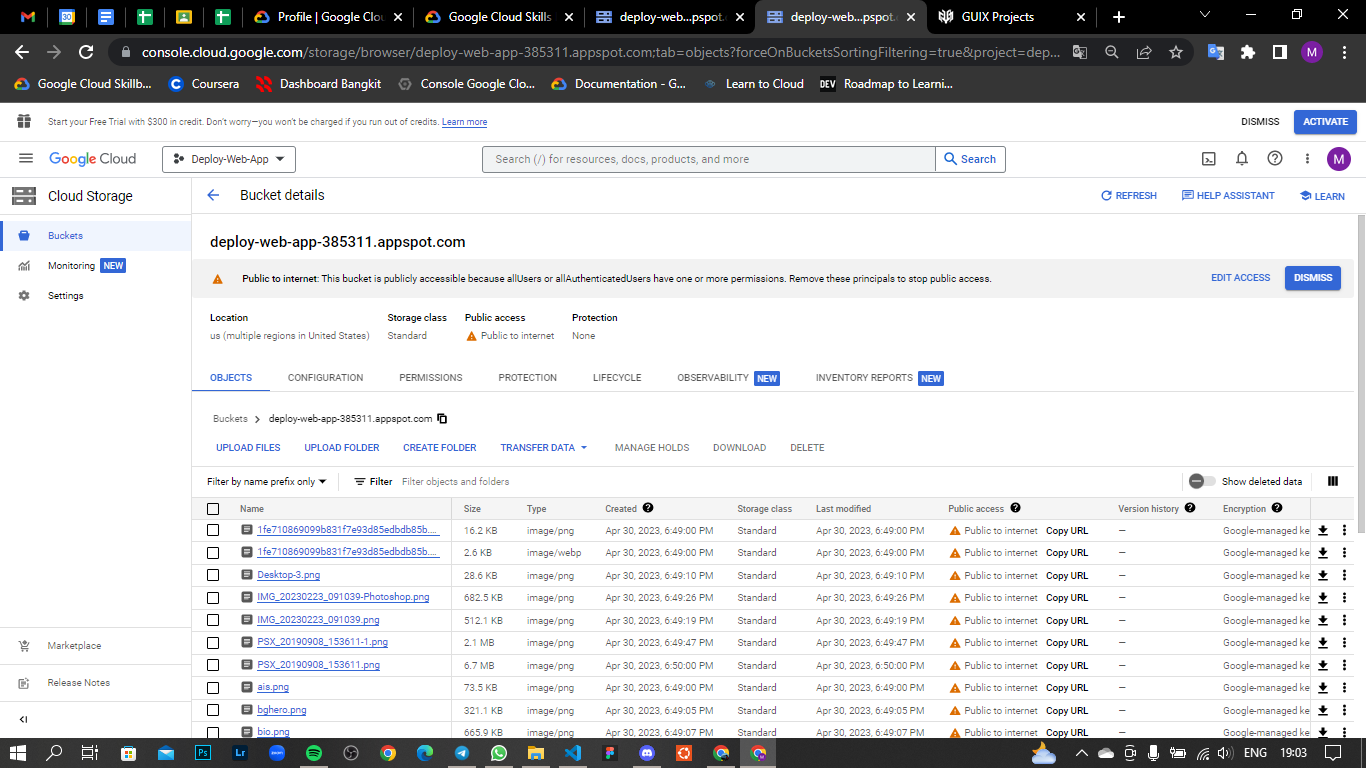 Profile | Google Clou
Google Cloud Skills
deploy-web...pspot.
deploy-web...pspot.
GUIX Projects
console.cloud.google.com/storage/browser/deploy-web-app-385311.appspot.com;tab=objects?forceOnBucketsSortingFiltering=true&project=dep...
M
Google Cloud Skillb...
Coursera
Dashboard Bangkit
Console Google Clo...
Documentation - G...
Learn to Cloud
DEV Roadmap to Learni...
Start your Free Trial with $300 in credit. Don't worry—you won't be charged if you run out of credits. Learn more
DISMISS
ACTIVATE
Google Cloud
Deploy-Web-App
Search (/) for resources, docs, products, and more
Search
M
Cloud Storage
Bucket details
REFRESH
HELP ASSISTANT
LEARN
Buckets
Monitoring NEW
Settings
Marketplace
Release Notes
deploy-web-app-385311.appspot.com
Public to internet: This bucket is publicly accessible because allUsers or allAuthenticatedUsers have one or more permissions. Remove these principals to stop public access.
EDIT ACCESS
DISMISS
Location Storage class Public access Protection
us (multiple regions in United States) Standard Public to internet None
OBJECTS CONFIGURATION PERMISSIONS PROTECTION LIFECYCLE OBSERVABILITY NEW INVENTORY REPORTS NEW
Buckets > deploy-web-app-385311.appspot.com
UPLOAD FILES UPLOAD FOLDER CREATE FOLDER TRANSFER DATA MANAGE HOLDS DOWNLOAD DELETE
Filter by name prefix only Filter Filter objects and folders Show deleted data
Name Size Type Created Storage class Last modified Public access Version history Encryption
1fe710869099b831f7e93d85edbdb85b.... 16.2 KB image/png Apr 30, 2023, 6:49:00 PM Standard Apr 30, 2023, 6:49:00 PM Public to internet Copy URL — Google-managed ke
1fe710869099b831f7e93d85edbdb85b.... 2.6 KB image/webp Apr 30, 2023, 6:49:00 PM Standard Apr 30, 2023, 6:49:00 PM Public to internet Copy URL — Google-managed ke
Desktop-3.png 28.6 KB image/png Apr 30, 2023, 6:49:10 PM Standard Apr 30, 2023, 6:49:10 PM Public to internet Copy URL — Google-managed ke
IMG_20230223_091039-Photoshop.png 682.5 KB image/png Apr 30, 2023, 6:49:26 PM Standard Apr 30, 2023, 6:49:26 PM Public to internet Copy URL — Google-managed ke
IMG_20230223_091039.png 512.1 KB image/png Apr 30, 2023, 6:49:19 PM Standard Apr 30, 2023, 6:49:19 PM Public to internet Copy URL — Google-managed ke
PSX_20190908_153611-1.png 2.1 MB image/png Apr 30, 2023, 6:49:47 PM Standard Apr 30, 2023, 6:49:47 PM Public to internet Copy URL — Google-managed ke
PSX_20190908_153611.png 6.7 MB image/png Apr 30, 2023, 6:50:00 PM Standard Apr 30, 2023, 6:50:00 PM Public to internet Copy URL — Google-managed ke
ais.png 73.5 KB image/png Apr 30, 2023, 6:49:00 PM Standard Apr 30, 2023, 6:49:00 PM Public to internet Copy URL — Google-managed ke
bghero.png 321.1 KB image/png Apr 30, 2023, 6:49:05 PM Standard Apr 30, 2023, 6:49:05 PM Public to internet Copy URL — Google-managed ke
bio.png 665.9 KB image/png Apr 30, 2023, 6:49:07 PM Standard Apr 30, 2023, 6:49:07 PM Public to internet Copy URL — Google-managed ke
Ps Lr zoom ENG 19:03